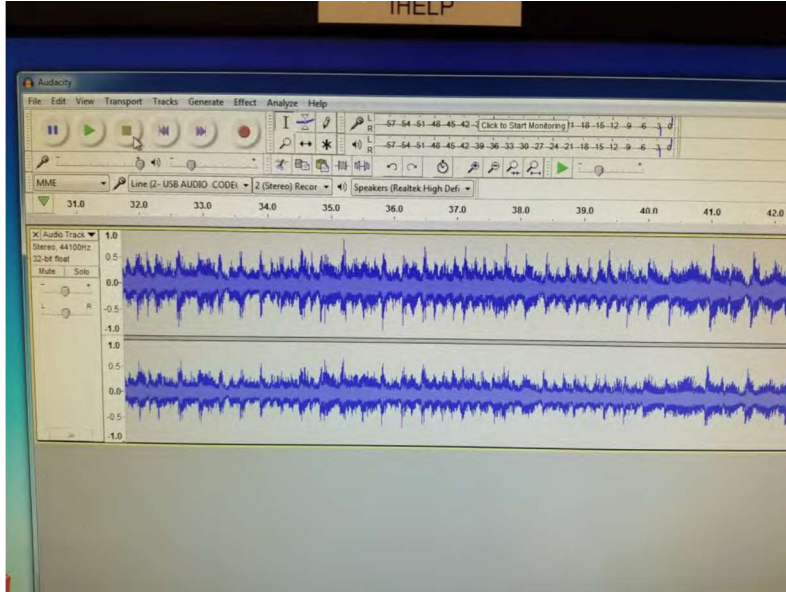 IHELP
Audacity
File Edit View Transport Tracks Generate Effect Analyze Help
L
R
-57 -54 -51 -48 -45 -42 Click to Start Monitoring -18 -15 -12 -9 -6 -3 0
L
R
-57 -54 -51 -48 -45 -42 -39 -36 -33 -30 -27 -24 -21 -18 -15 -12 -9 -6 -3 0
MME Line (2- USB AUDIO CODEC 2 (Stereo) Recor Speakers (Realtek High Defi
31.0 32.0 33.0 34.0 35.0 36.0 37.0 38.0 39.0 40.0 41.0 42.0
X Audio Track
Stereo, 44100Hz
32-bit float
Mute Solo
- +
L R
1.0
0.5-
0.0-
-0.5-
-1.0
1.0
0.5-
0.0-
-0.5-
-1.0